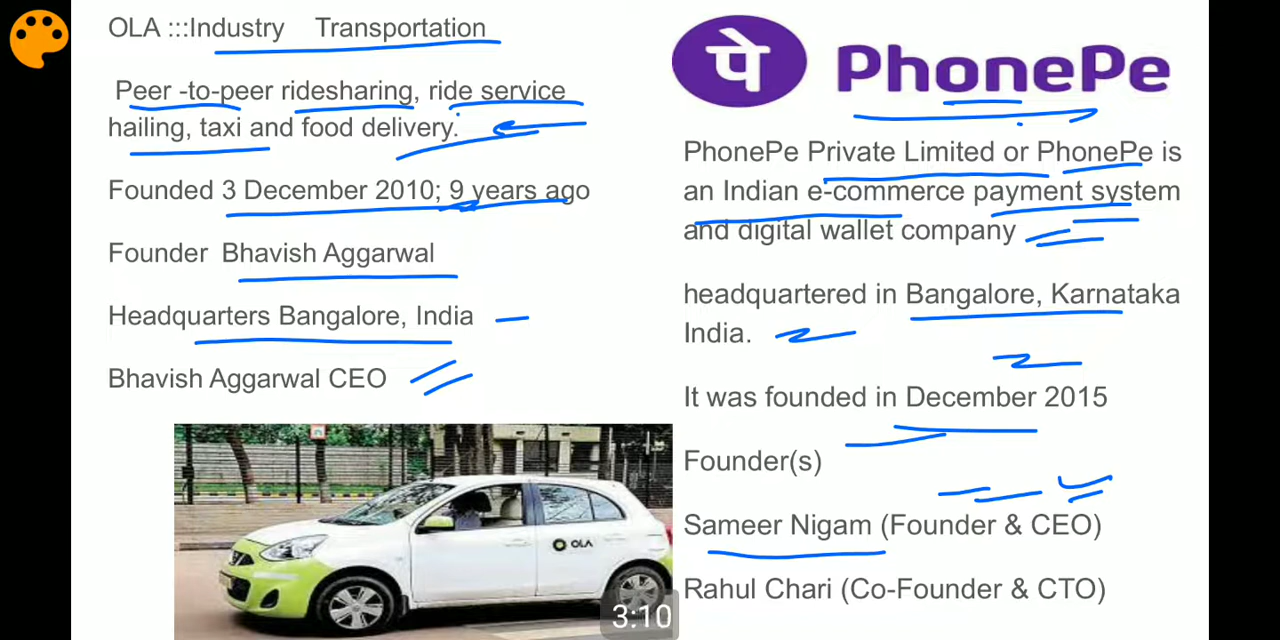 OLA :::Industry Transportation
Peer -to-peer ridesharing, ride service
hailing, taxi and food delivery.
Founded 3 December 2010; 9 years ago
Founder Bhavish Aggarwal
Headquarters Bangalore, India
Bhavish Aggarwal CEO
OLA
3:10
पे PhonePe
PhonePe Private Limited or PhonePe is
an Indian e-commerce payment system
and digital wallet company
headquartered in Bangalore, Karnataka
India.
It was founded in December 2015
Founder(s)
Sameer Nigam (Founder & CEO)
Rahul Chari (Co-Founder & CTO)